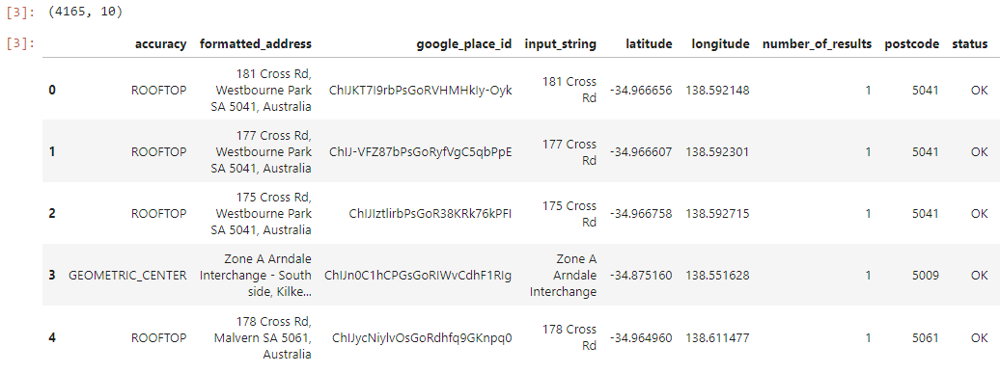 [3]: (4165, 10)
[3]:
accuracy formatted_address google_place_id input_string latitude longitude number_of_results postcode status
0 ROOFTOP 181 Cross Rd, Westbourne Park SA 5041, Australia ChIJKT7I9rbPsGoRVHMHkIy-Oyk 181 Cross Rd -34.966656 138.592148 1 5041 OK
1 ROOFTOP 177 Cross Rd, Westbourne Park SA 5041, Australia ChIJ-VFZ87bPsGoRyfVgC5qbPpE 177 Cross Rd -34.966607 138.592301 1 5041 OK
2 ROOFTOP 175 Cross Rd, Westbourne Park SA 5041, Australia ChIJIztlirbPsGoR38KRk76kPFI 175 Cross Rd -34.966758 138.592715 1 5041 OK
3 GEOMETRIC_CENTER Zone A Arndale Interchange - South side, Kilke... ChIJn0C1hCPGsGoRIWvCdhF1RIg Zone A Arndale Interchange -34.875160 138.551628 1 5009 OK
4 ROOFTOP 178 Cross Rd, Malvern SA 5061, Australia ChIJycNiylvOsGoRdhfq9GKnpq0 178 Cross Rd -34.964960 138.611477 1 5061 OK